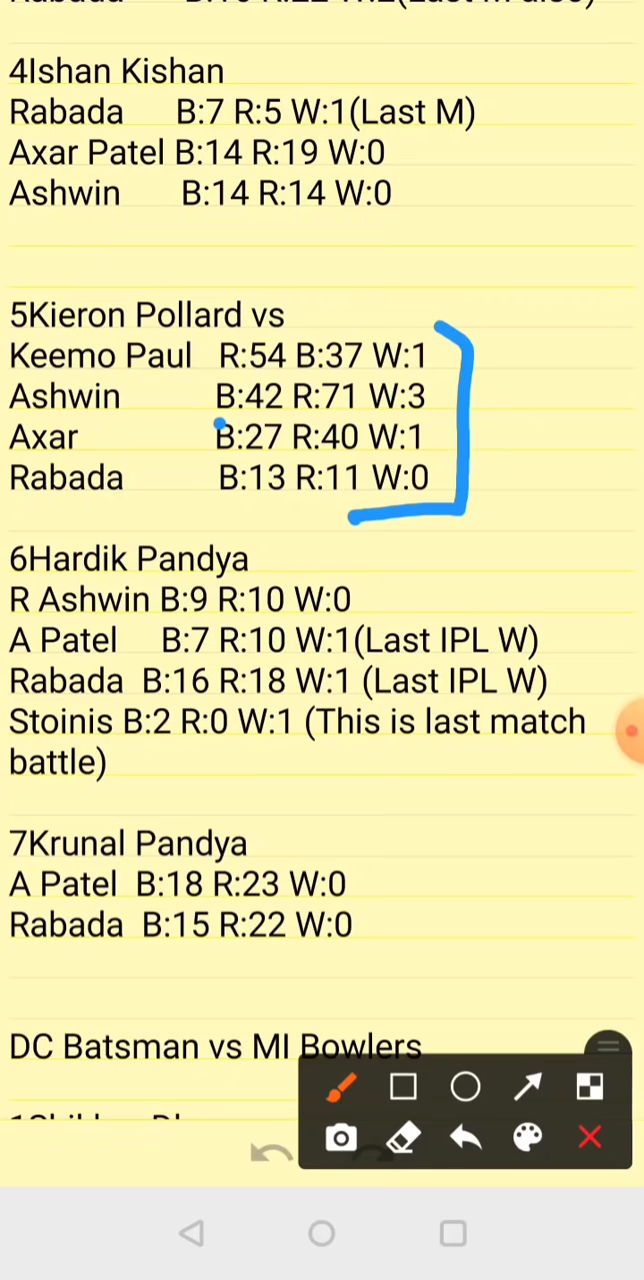 4Ishan Kishan
Rabada B:7 R:5 W:1(Last M)
Axar Patel B:14 R:19 W:0
Ashwin B:14 R:14 W:0
5Kieron Pollard vs
Keemo Paul R:54 B:37 W:1
Ashwin B:42 R:71 W:3
Axar B:27 R:40 W:1
Rabada B:13 R:11 W:0
6Hardik Pandya
R Ashwin B:9 R:10 W:0
A Patel B:7 R:10 W:1(Last IPL W)
Rabada B:16 R:18 W:1 (Last IPL W)
Stoinis B:2 R:0 W:1 (This is last match
battle)
7Krunal Pandya
A Patel B:18 R:23 W:0
Rabada B:15 R:22 W:0
DC Batsman vs MI Bowlers